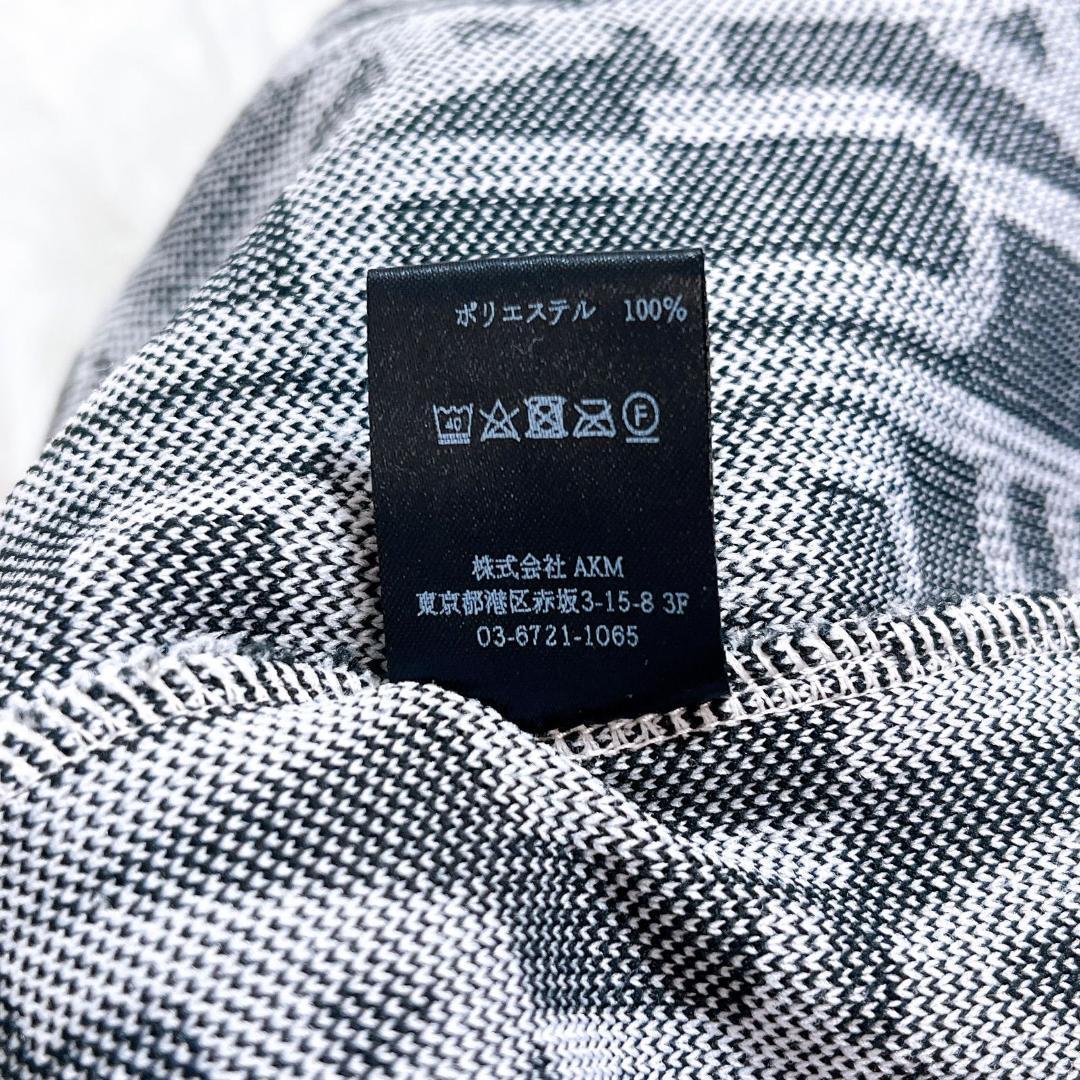 ポリエステル 100%
40 F
株式会社 AKM
東京都港区赤坂3-15-8 3F
03-6721-1065